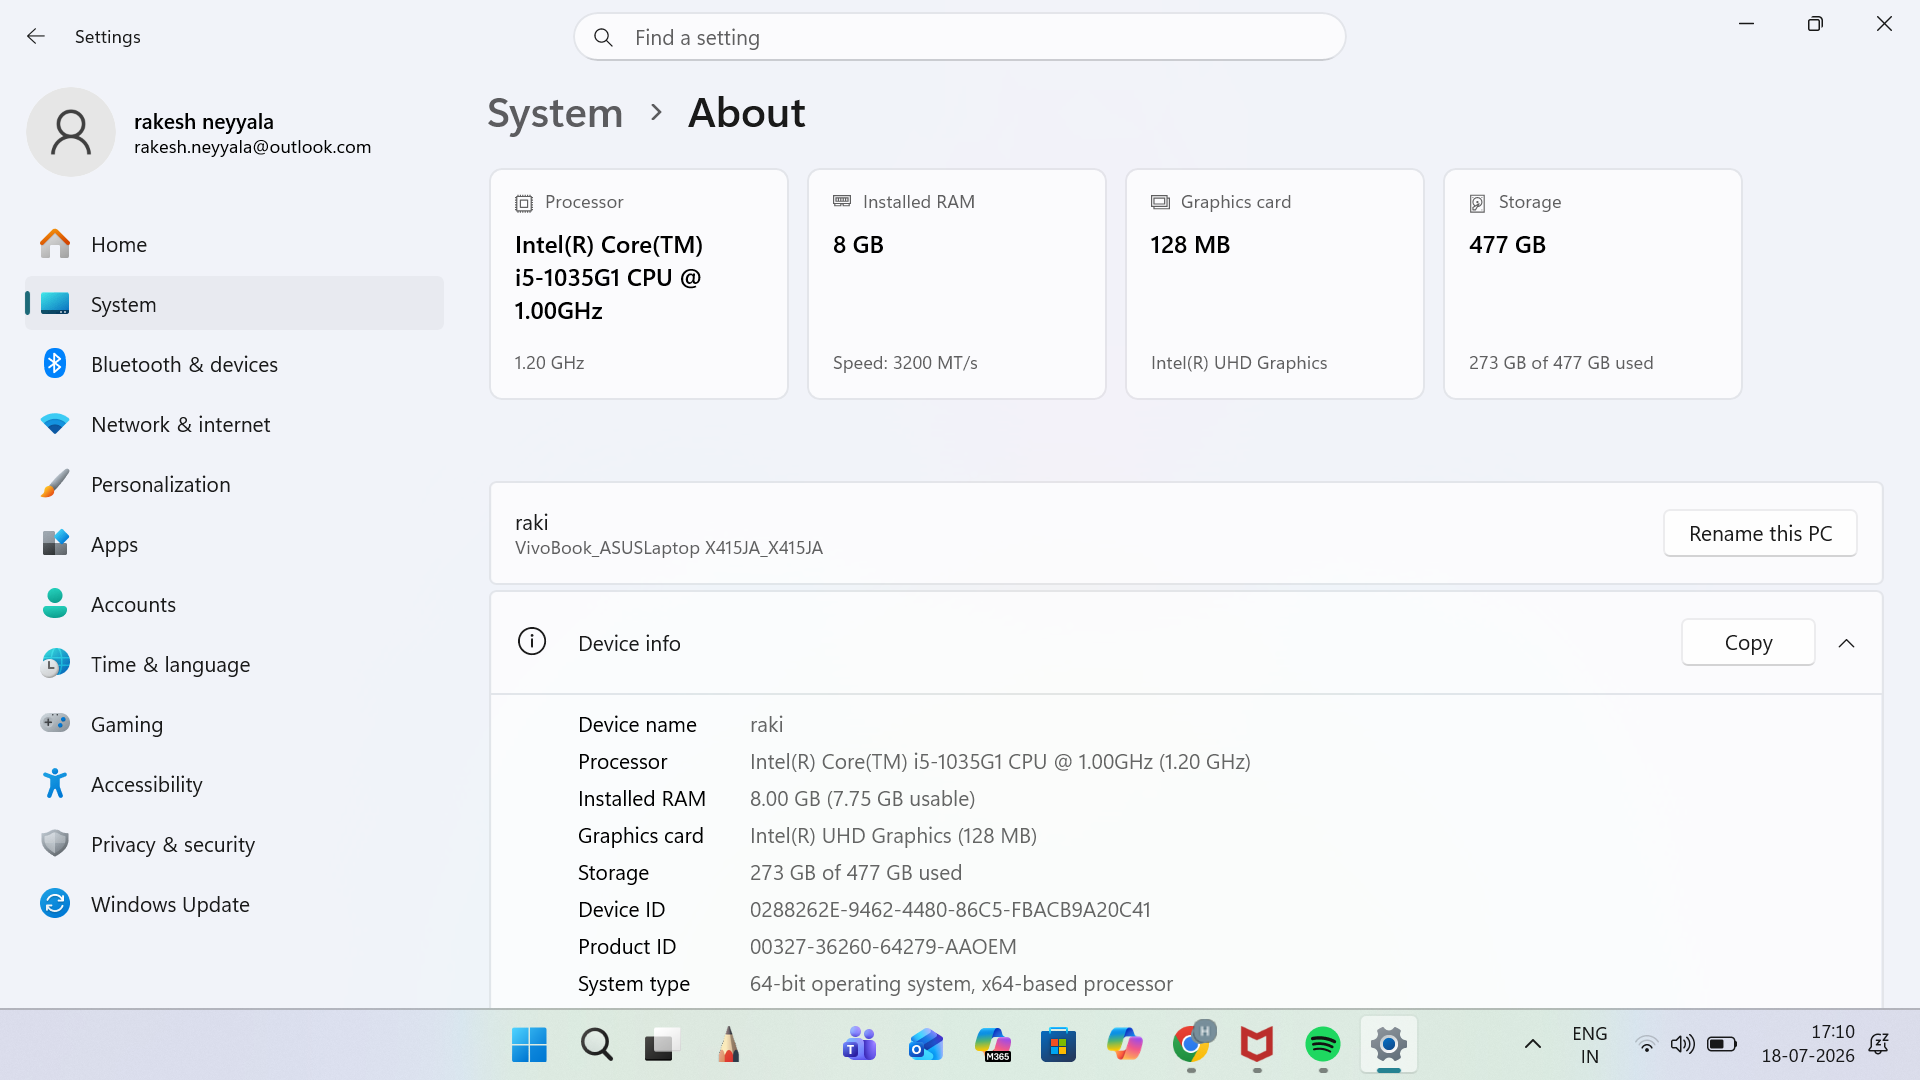 Settings
Find a setting
rakesh neyyala
rakesh.neyyala@outlook.com
Home
System
Bluetooth & devices
Network & internet
Personalization
Apps
Accounts
Time & language
Gaming
Accessibility
Privacy & security
Windows Update
System > About
Processor
Intel(R) Core(TM)
i5-1035G1 CPU @
1.00GHz
1.20 GHz
Installed RAM
8 GB
Speed: 3200 MT/s
Graphics card
128 MB
Intel(R) UHD Graphics
Storage
477 GB
273 GB of 477 GB used
raki
VivoBook_ASUSLaptop X415JA_X415JA
Rename this PC
Device info
Copy
Device name raki
Processor Intel(R) Core(TM) i5-1035G1 CPU @ 1.00GHz (1.20 GHz)
Installed RAM 8.00 GB (7.75 GB usable)
Graphics card Intel(R) UHD Graphics (128 MB)
Storage 273 GB of 477 GB used
Device ID 0288262E-9462-4480-86C5-FBACB9A20C41
Product ID 00327-36260-64279-AAOEM
System type 64-bit operating system, x64-based processor
T
O
M365
H
ENG
IN
17:10
18-07-2026